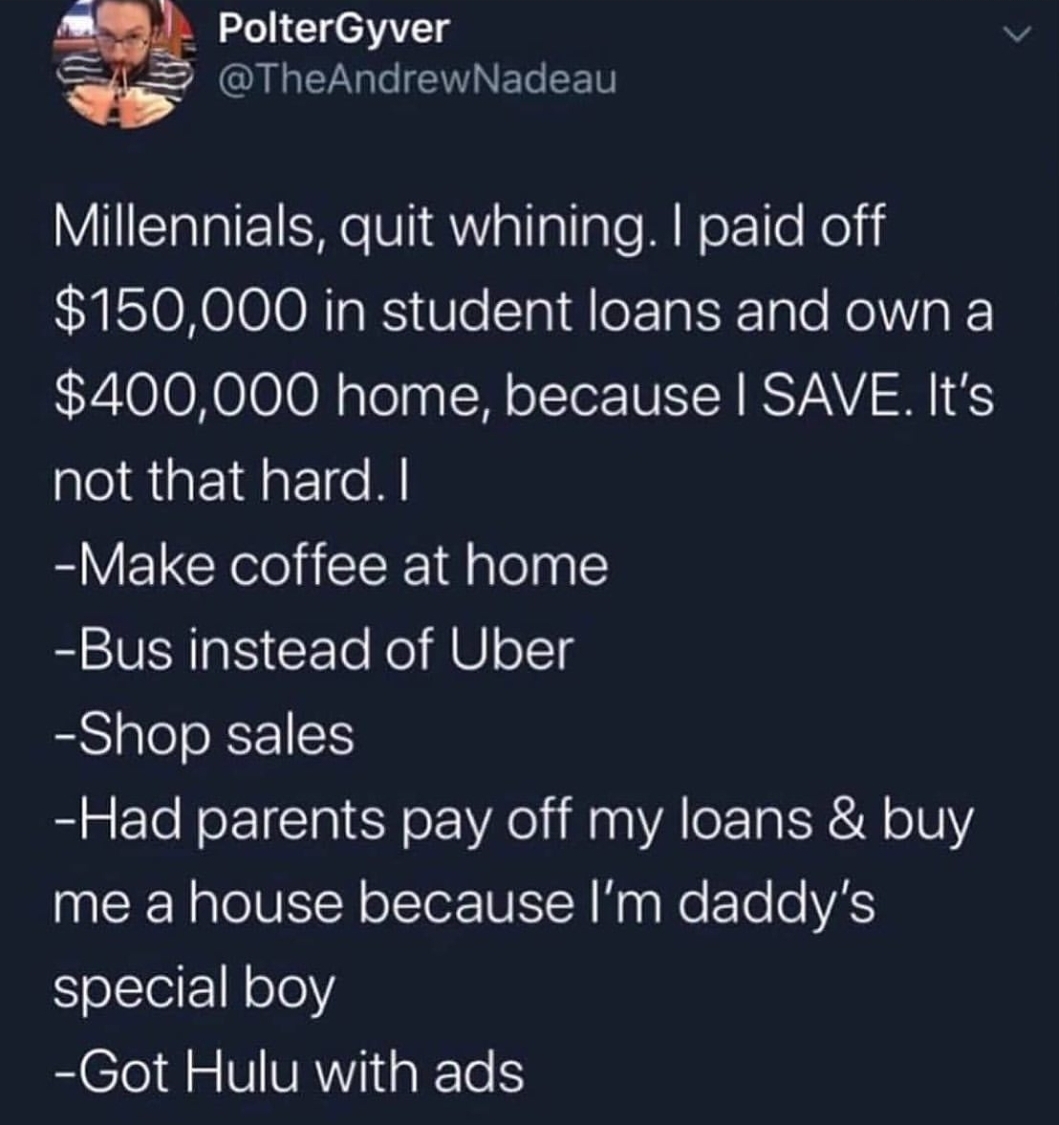 PolterGyver
@TheAndrewNadeau
Millennials, quit whining. I paid off
$150,000 in student loans and own a
$400,000 home, because I SAVE. It's
not that hard. I
-Make coffee at home
-Bus instead of Uber
-Shop sales
-Had parents pay off my loans & buy
me a house because I'm daddy's
special boy
-Got Hulu with ads